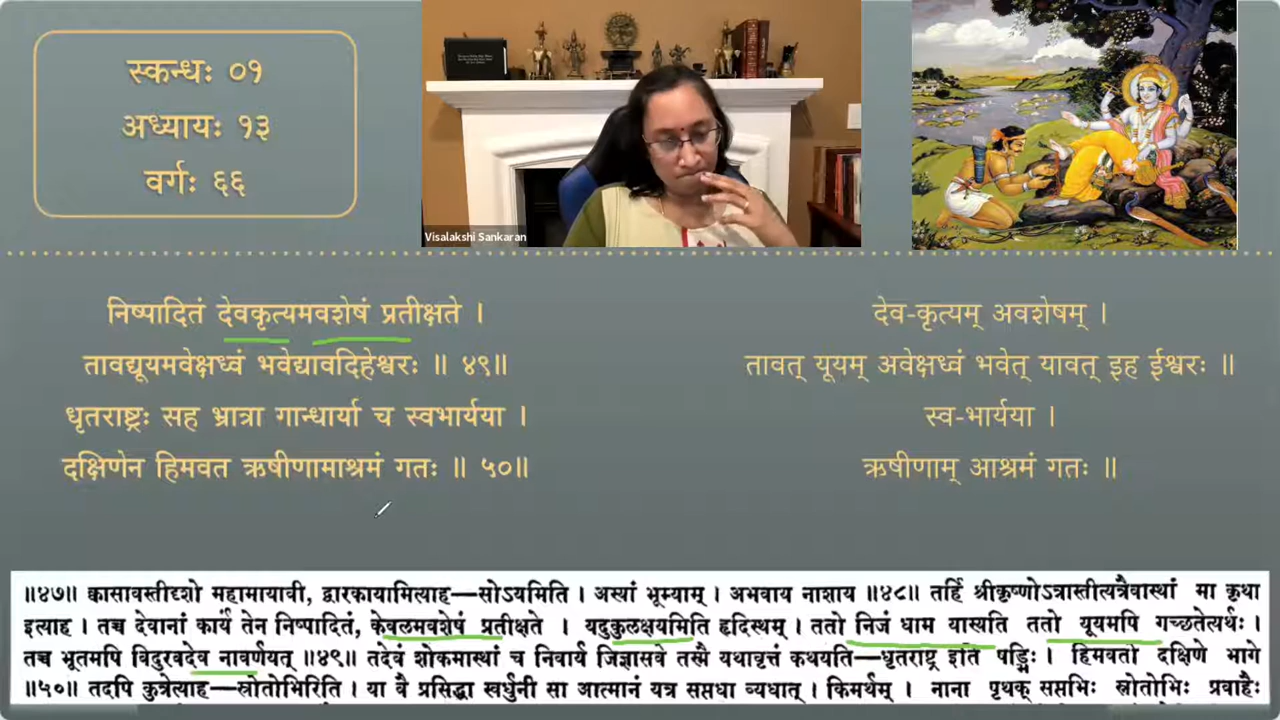 स्कन्धः ०१
अध्यायः १३
वर्गः ६६
Visalakshi Sankaran
निष्पादितं देवकृत्यमवशेषं प्रतीक्षते ।
तावद्यूयमवेक्षध्वं भवेद्यावदिहेश्वरः ॥ ४९॥
धृतराष्ट्रः सह भ्रात्रा गान्धार्या च स्वभार्यया ।
दक्षिणेन हिमवत ऋषीणामाश्रमं गतः ॥ ५०॥
देव-कृत्यम् अवशेषम् ।
तावत् यूयम् अवेक्षध्वं भवेत् यावत् इह ईश्वरः ॥
स्व-भार्यया ।
ऋषीणाम् आश्रमं गतः ॥
॥४७॥ क्वासावस्तीदृशो महामायावी, द्वारकायामित्याह—सोऽयमिति । अस्यां भूम्याम् । अभवाय नाशाय ॥४८॥ तर्हि श्रीकृष्णोऽत्रास्तीत्यत्रैवास्थां मा कृथा
इत्याह । तच्च देवानां कार्यं तेन निष्पादितं, केवलमवशेषं प्रतीक्षते । यदुकुलक्षयमिति हृदिस्थम् । ततो निजं धाम यास्यति ततो यूयमपि गच्छतेत्यर्थः ।
तच्च भूतमपि विदुरवदेव नावर्णयत् ॥४९॥ तदेवं शोकमास्थां च निवार्य जिज्ञासवे तस्मै यथावृत्तं कथयति—धृतराष्ट्र इति षड्भिः । हिमवतो दक्षिणे भागे
॥५०॥ तदपि कुत्रेत्याह—स्रोतोभिरिति । या वै प्रसिद्धा स्वर्धुनी सा आत्मानं यत्र सप्तधा व्यधात् । किमर्थम् । नाना पृथक् सप्तभिः स्रोतोभिः प्रवाहैः